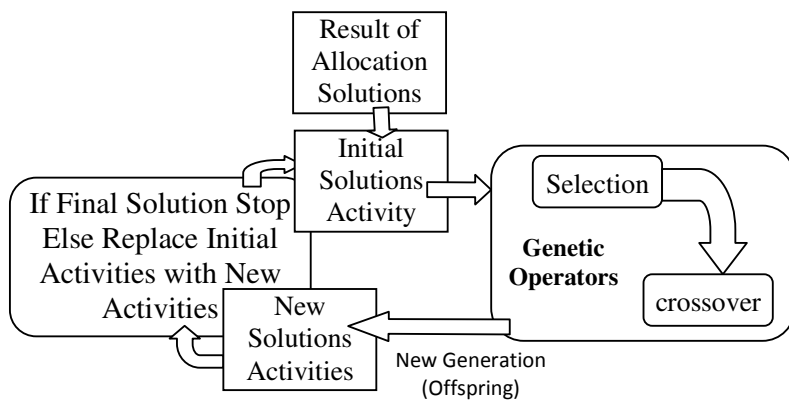 Result of
Allocation
Solutions
Initial
Solutions
Activity
Selection
Genetic
Operators
crossover
If Final Solution Stop
Else Replace Initial
Activities with New
Activities
New
Solutions
Activities
New Generation
(Offspring)